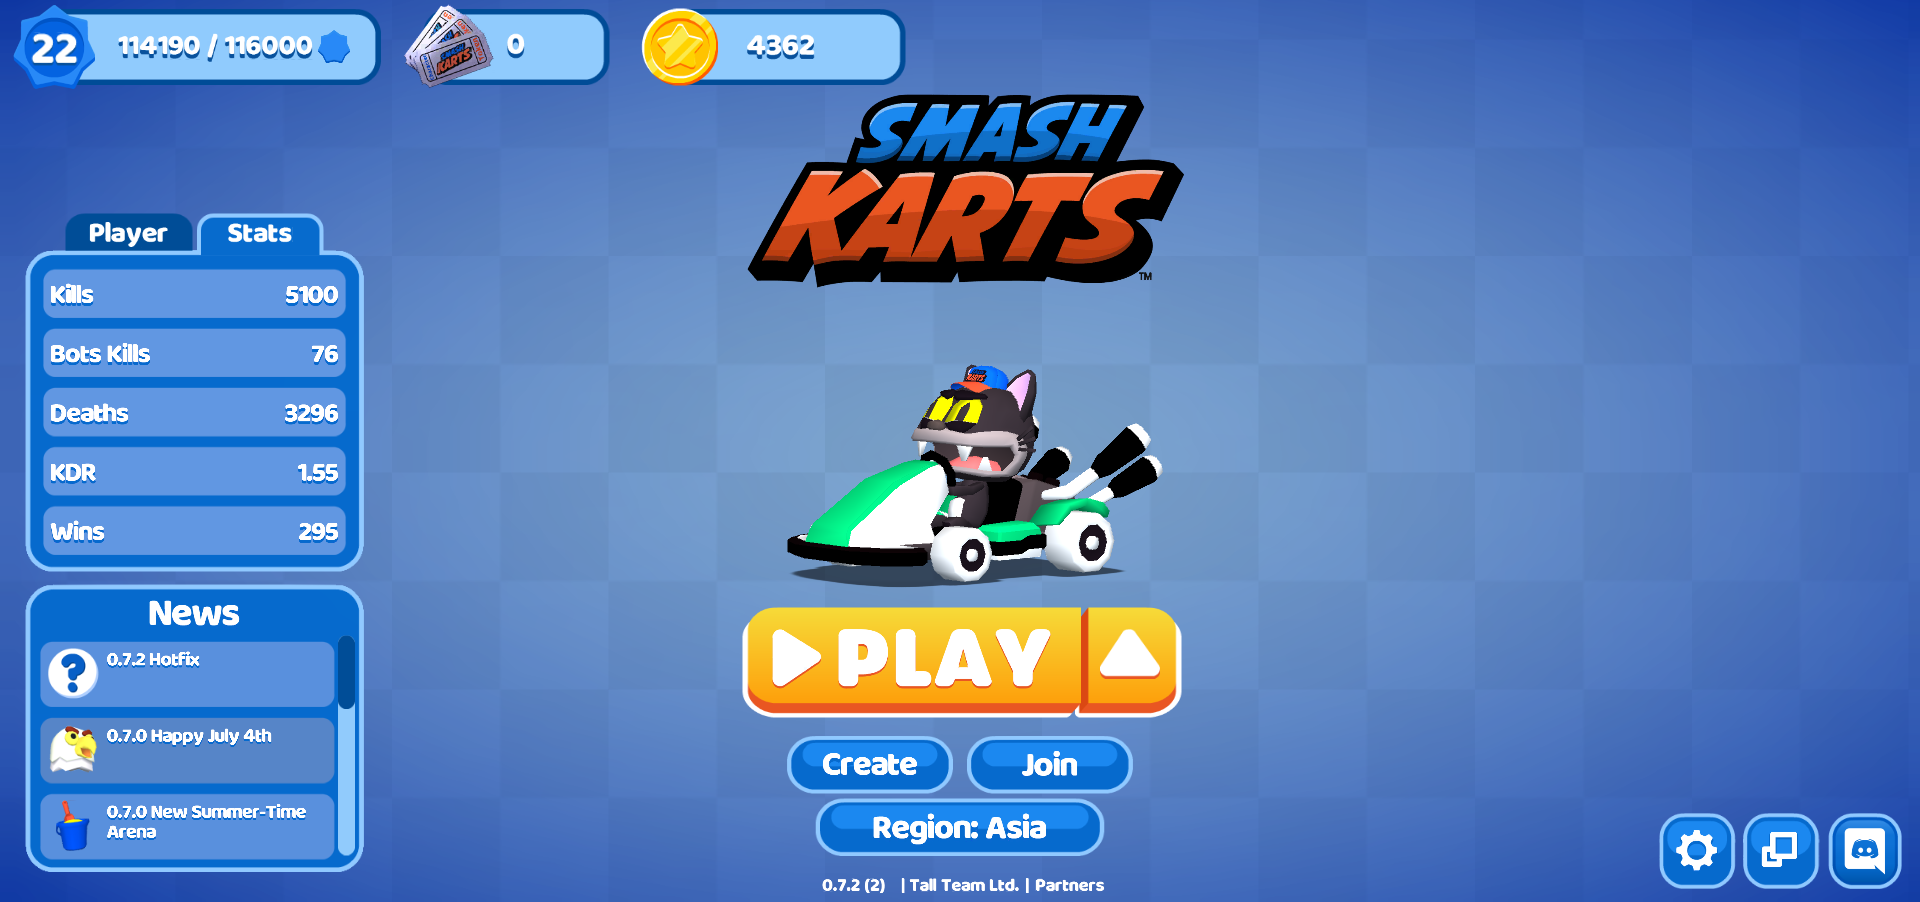 22
114190 / 116000
0
4362
SMASH
KARTS
TM
Player
Stats
Kills 5100
Bots Kills 76
Deaths 3296
KDR 1.55
Wins 295
News
0.7.2 Hotfix
0.7.0 Happy July 4th
0.7.0 New Summer-Time
Arena
PLAY
Create
Join
Region: Asia
0.7.2 (2) | Tall Team Ltd. | Partners